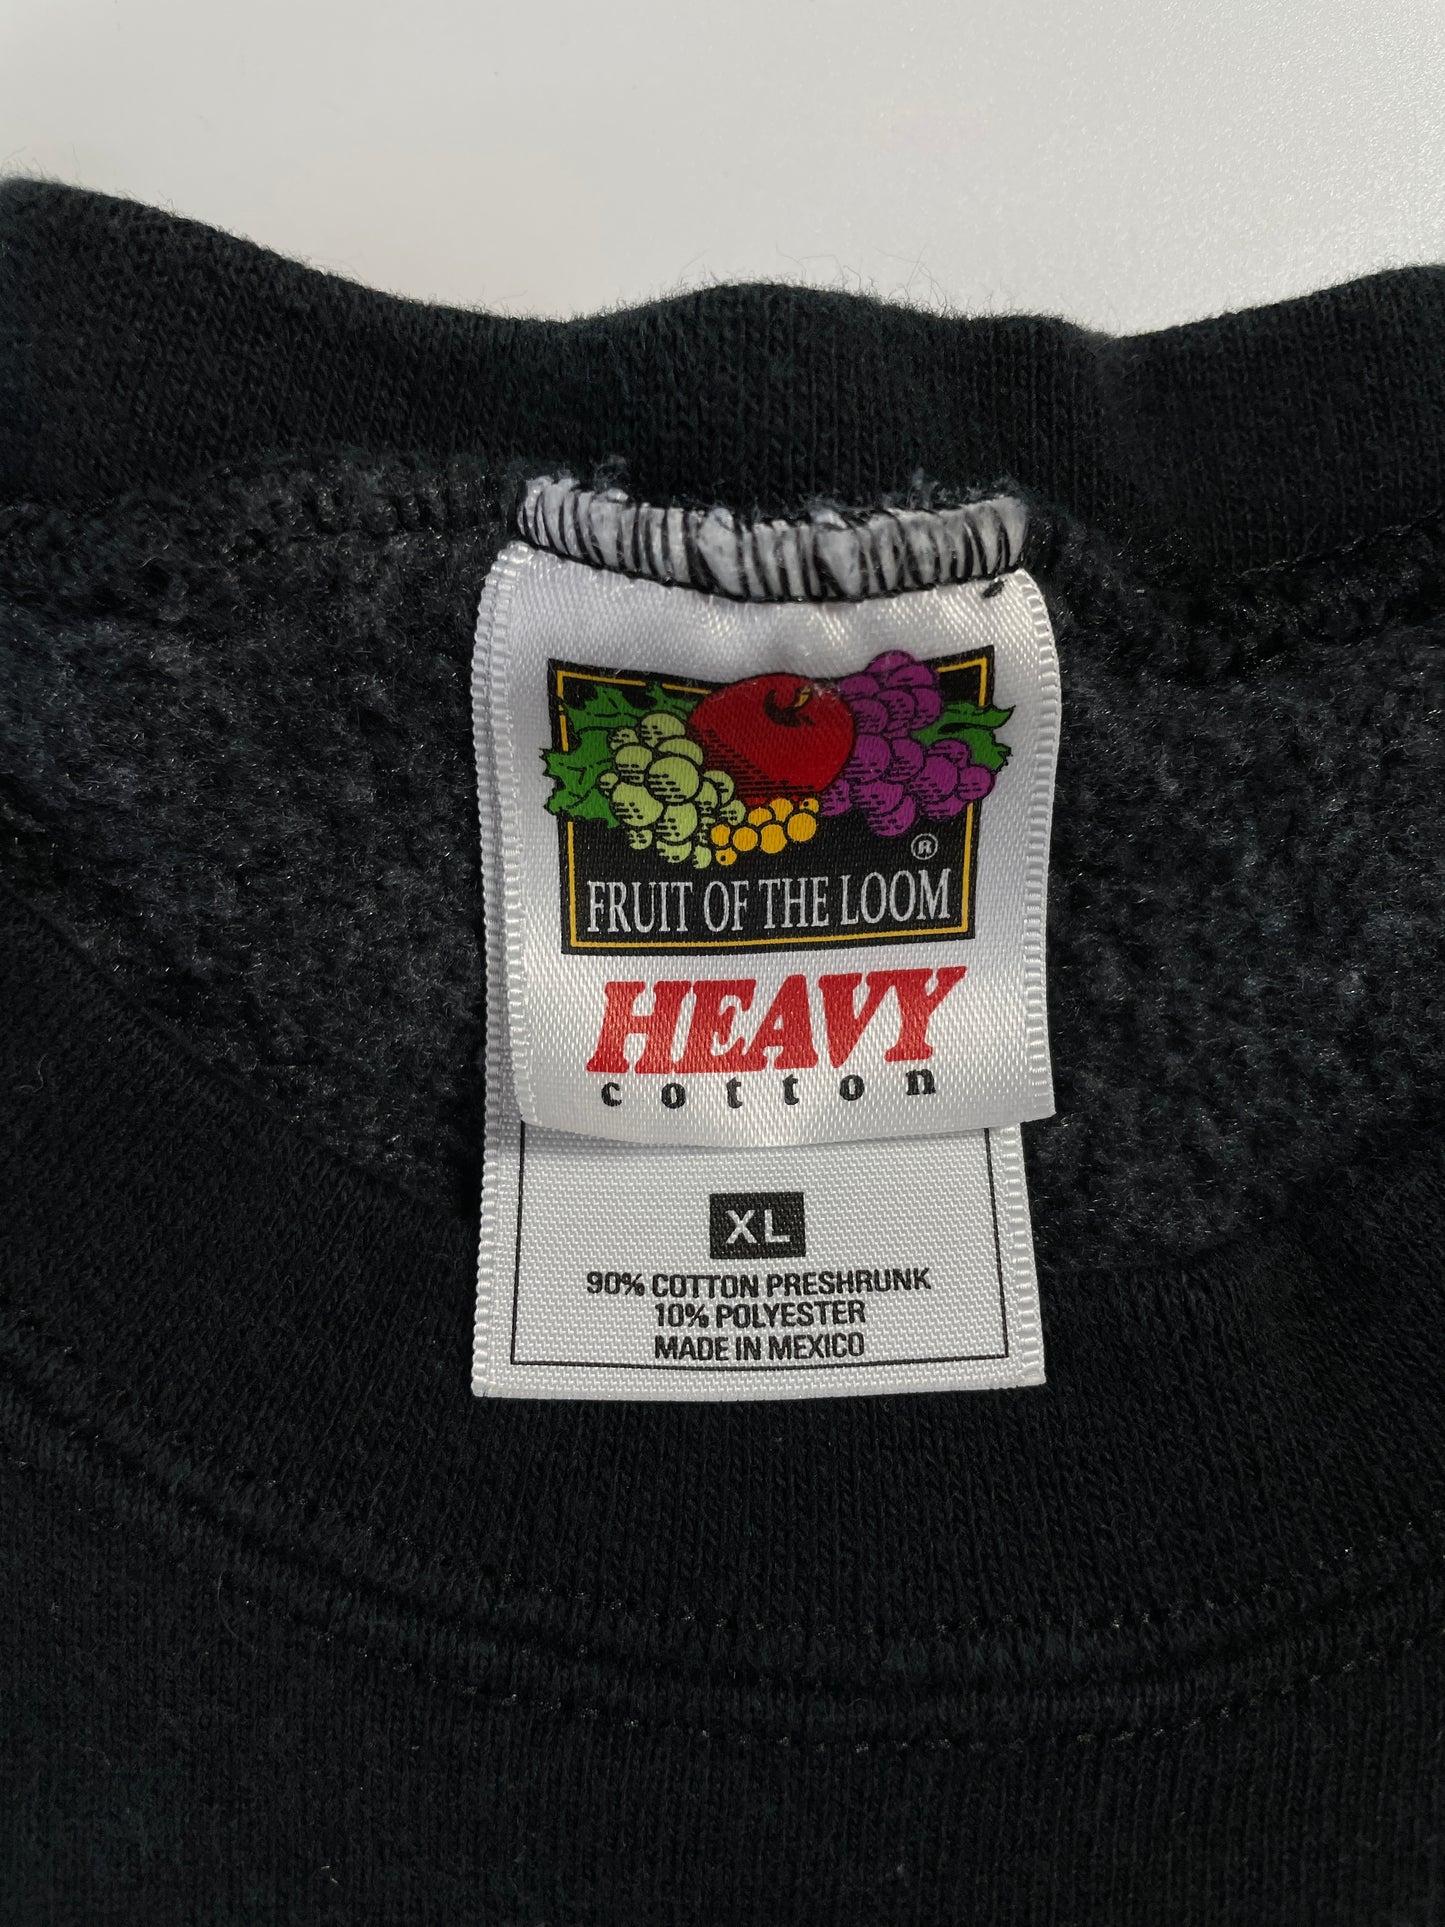 ®
FRUIT OF THE LOOM
HEAVY
cotton
XL
90% COTTON PRESHRUNK
10% POLYESTER
MADE IN MEXICO